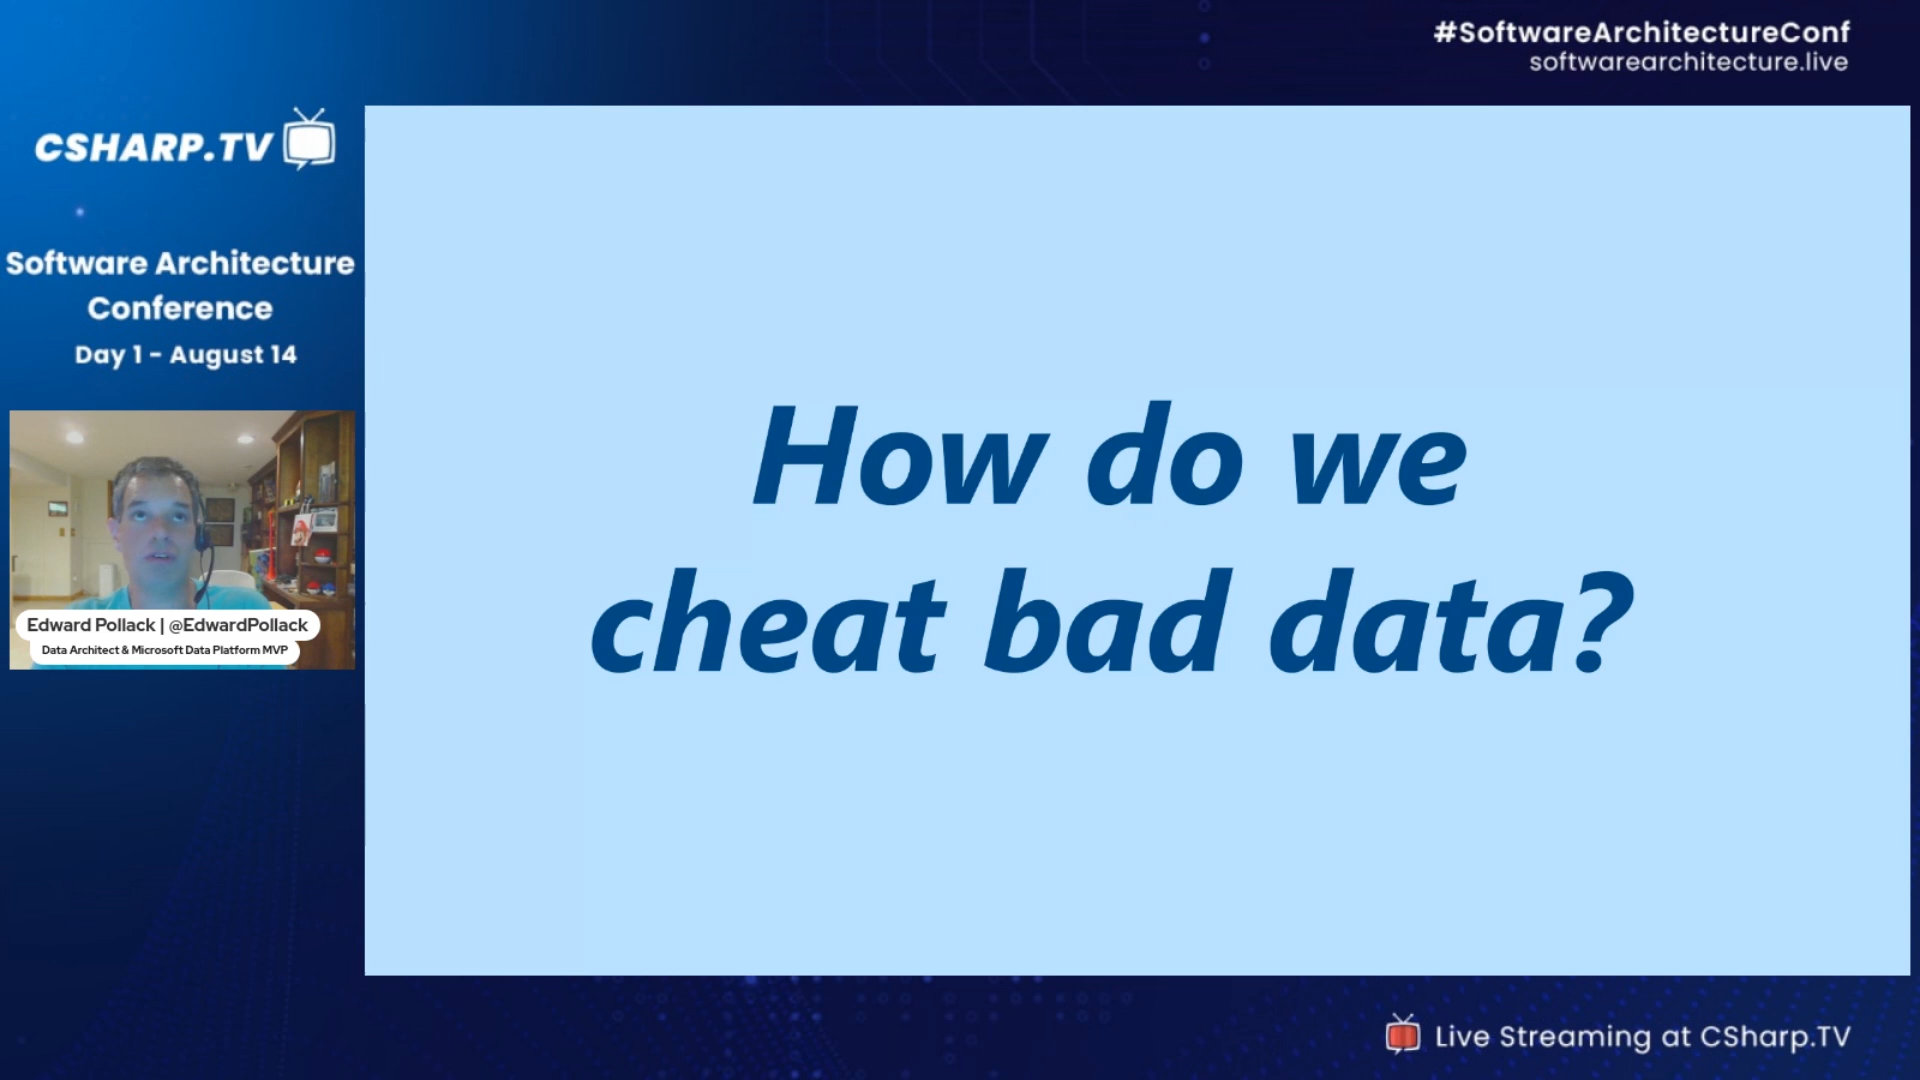 #SoftwareArchitectureConf
softwarearchitecture.live
CSHARP.TV
Software Architecture
Conference
Day 1 - August 14
Edward Pollack | @EdwardPollack
Data Architect & Microsoft Data Platform MVP
How do we
cheat bad data?
Live Streaming at CSharp.TV